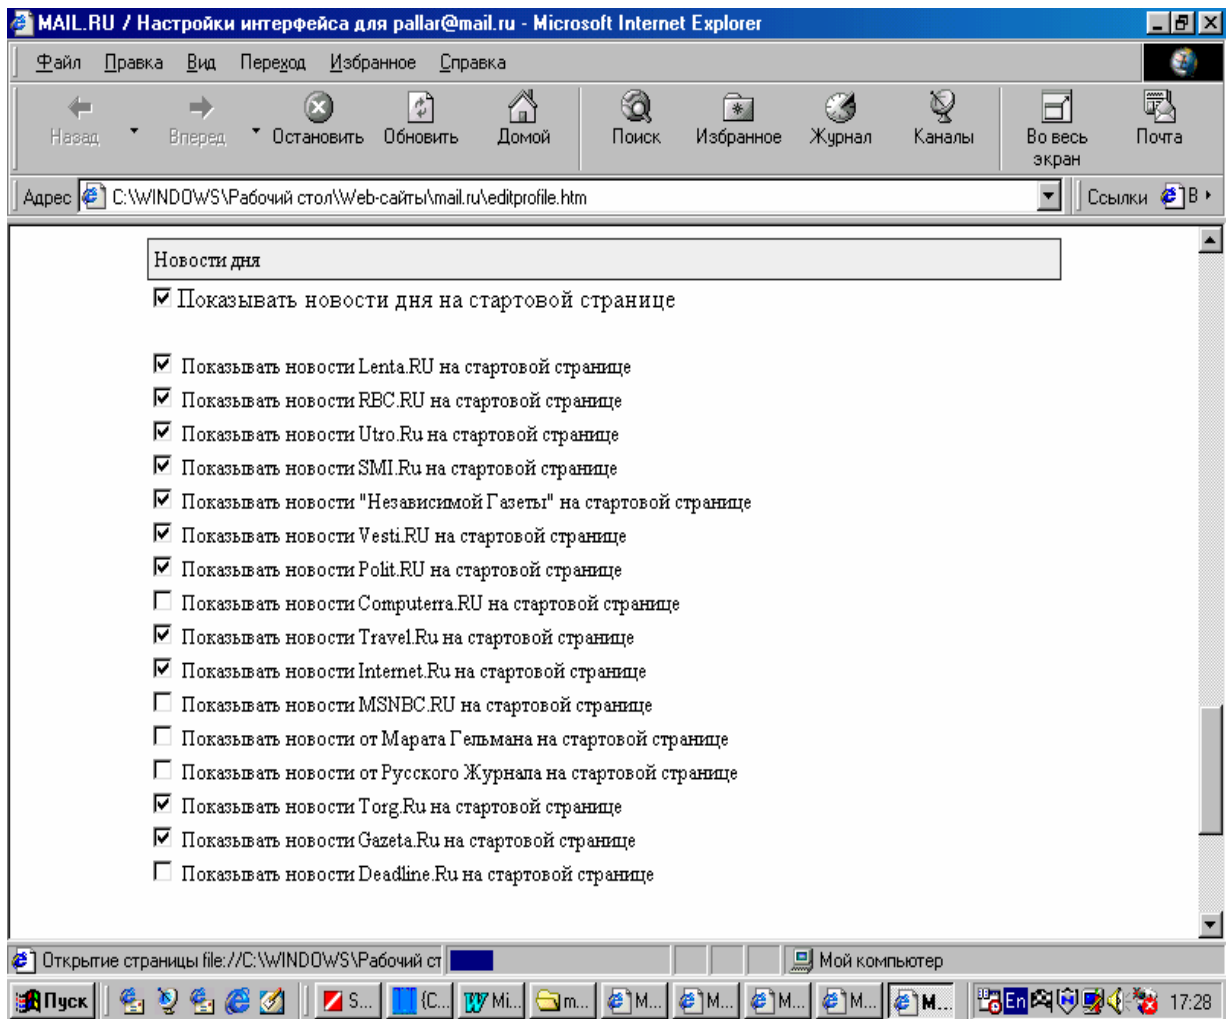 MAIL.RU / Настройки интерфейса для pallar@mail.ru - Microsoft Internet Explorer
Файл Правка Вид Переход Избранное Справка
Назад Вперед Остановить Обновить Домой Поиск Избранное Журнал Каналы Во весь экран Почта
Адрес C:\WINDOWS\Рабочий стол\Web-сайты\mail.ru\editprofile.htm Ссылки В
Новости дня
Показывать новости дня на стартовой странице
Показывать новости Lenta.RU на стартовой странице
Показывать новости RBC.RU на стартовой странице
Показывать новости Utro.Ru на стартовой странице
Показывать новости SMI.Ru на стартовой странице
Показывать новости "Независимой Газеты" на стартовой странице
Показывать новости Vesti.RU на стартовой странице
Показывать новости Polit.RU на стартовой странице
Показывать новости Computerra.RU на стартовой странице
Показывать новости Travel.Ru на стартовой странице
Показывать новости Internet.Ru на стартовой странице
Показывать новости MSNBC.RU на стартовой странице
Показывать новости от Марата Гельмана на стартовой странице
Показывать новости от Русского Журнала на стартовой странице
Показывать новости Torg.Ru на стартовой странице
Показывать новости Gazeta.Ru на стартовой странице
Показывать новости Deadline.Ru на стартовой странице
Открытие страницы file://C:\WINDOWS\Рабочий ст Мой компьютер
Пуск S... {C... Mi... m... M... M... M... M... M... En 17:28